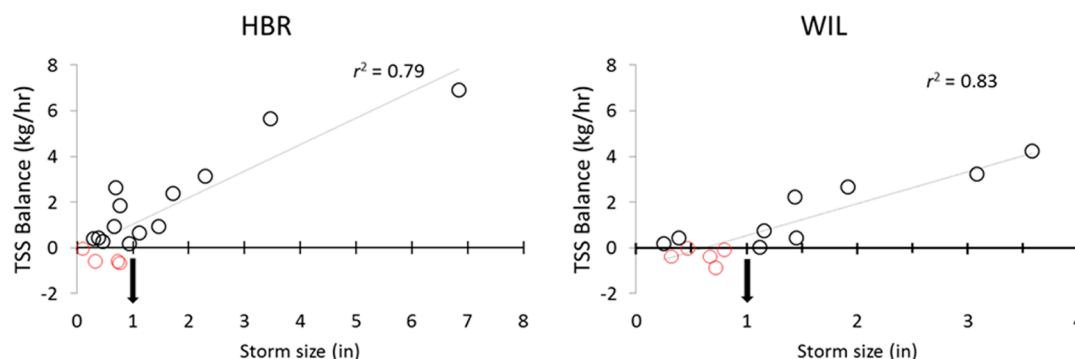 HBR
r² = 0.79
TSS Balance (kg/hr)
8
6
4
2
0
-2
0 1 2 3 4 5 6 7 8
Storm size (in)
WIL
r² = 0.83
TSS Balance (kg/hr)
8
6
4
2
0
-2
0 1 2 3 4
Storm size (in)